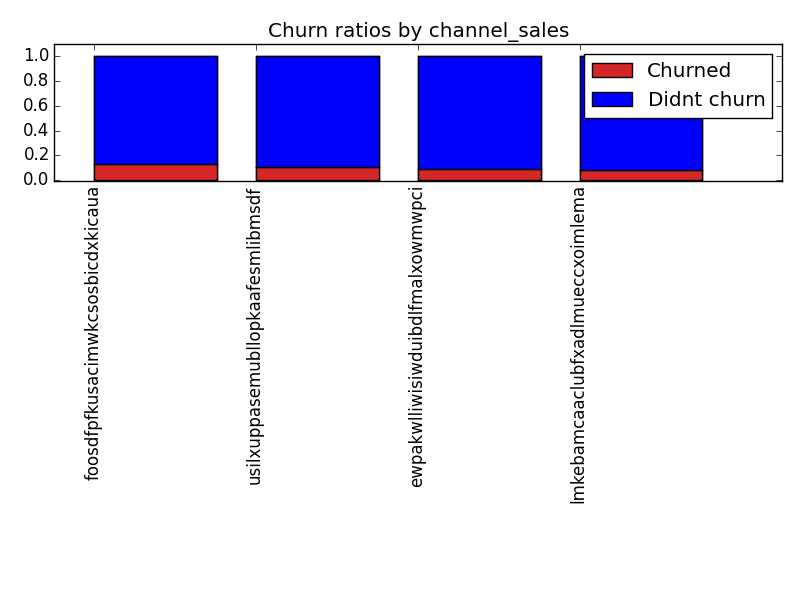 Churn ratios by channel_sales
1.0
0.8
0.6
0.4
0.2
0.0
Churned
Didnt churn
foosdfpfkusacimwkcsosbicdxkicaua
usilxuppasemubllopkaafesmlibmsdf
ewpakwlliwisiwduibdlfmalxowmwpci
lmkebamcaaclubfxadlmueccxoimlema